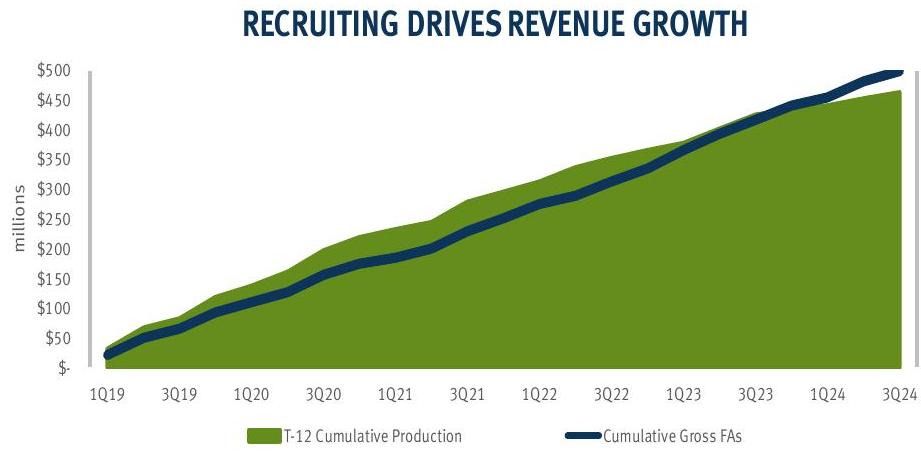 RECRUITING DRIVES REVENUE GROWTH
$500
$450
$400
$350
$300
$250
$200
$150
$100
$50
$-
millions
1Q19 3Q19 1Q20 3Q20 1Q21 3Q21 1Q22 3Q22 1Q23 3Q23 1Q24 3Q24
T-12 Cumulative Production Cumulative Gross FAs